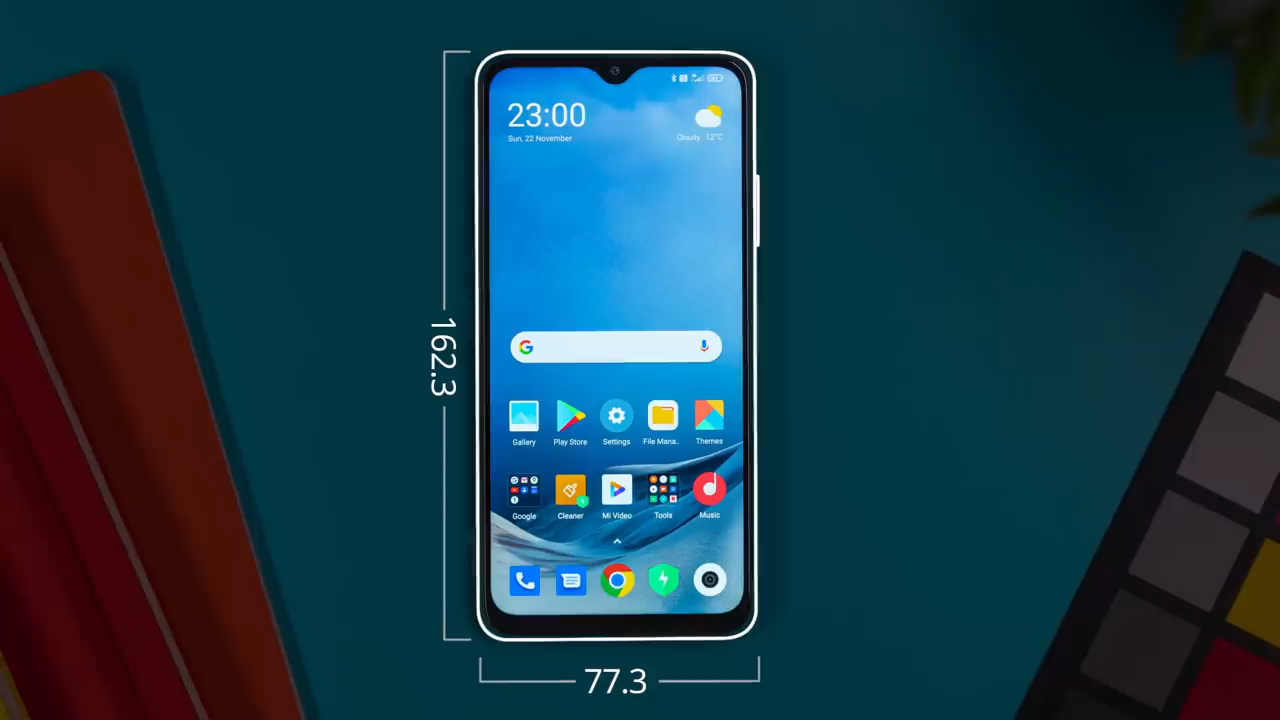 23:00
Sun, 22 November
Cloudy 12°C
162.3
Gallery
Play Store
Settings
File Mana..
Themes
Google
Cleaner
Mi Video
Tools
Music
77.3